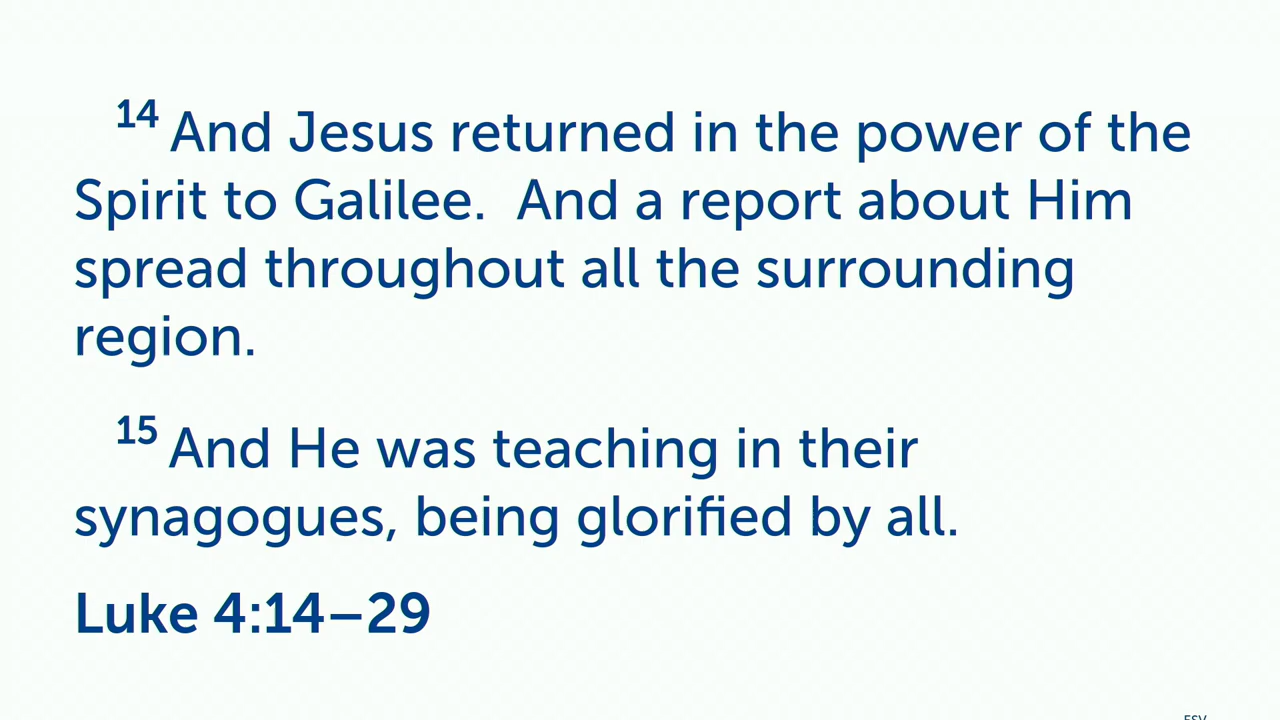 14 And Jesus returned in the power of the
Spirit to Galilee.  And a report about Him
spread throughout all the surrounding
region.
15 And He was teaching in their
synagogues, being glorified by all.
Luke 4:14–29
ESV